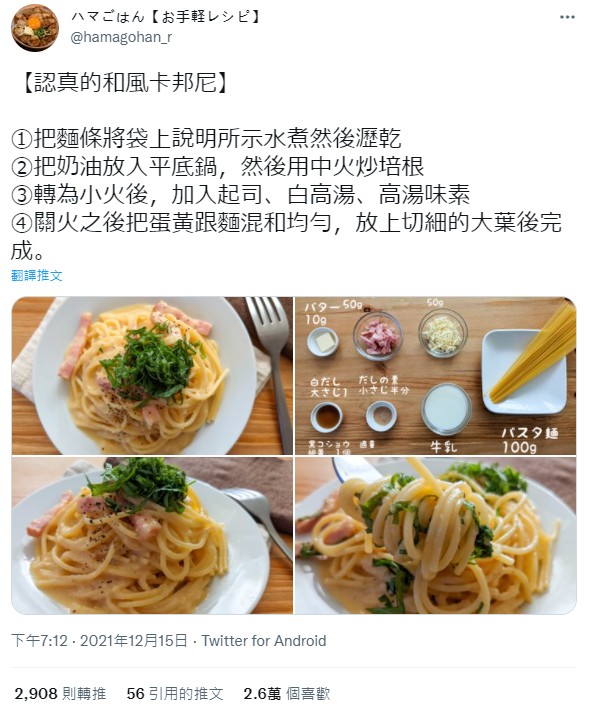 ハマごはん【お手軽レシピ】
@hamagohan_r
【認真的和風卡邦尼】
①把麵條將袋上說明所示水煮然後瀝乾
②把奶油放入平底鍋，然後用中火炒培根
③轉為小火後，加入起司、白高湯、高湯味素
④關火之後把蛋黃跟麵混和均勻，放上切細的大葉後完
成。
翻譯推文
バター 50g 50g
10g
白だし だしの素
大さじ1 小さじ半分
黒コショウ 適量 牛乳 パスタ麺
1個 100g
下午7:12 · 2021年12月15日 · Twitter for Android
2,908 則轉推 56 引用的推文 2.6萬 個喜歡